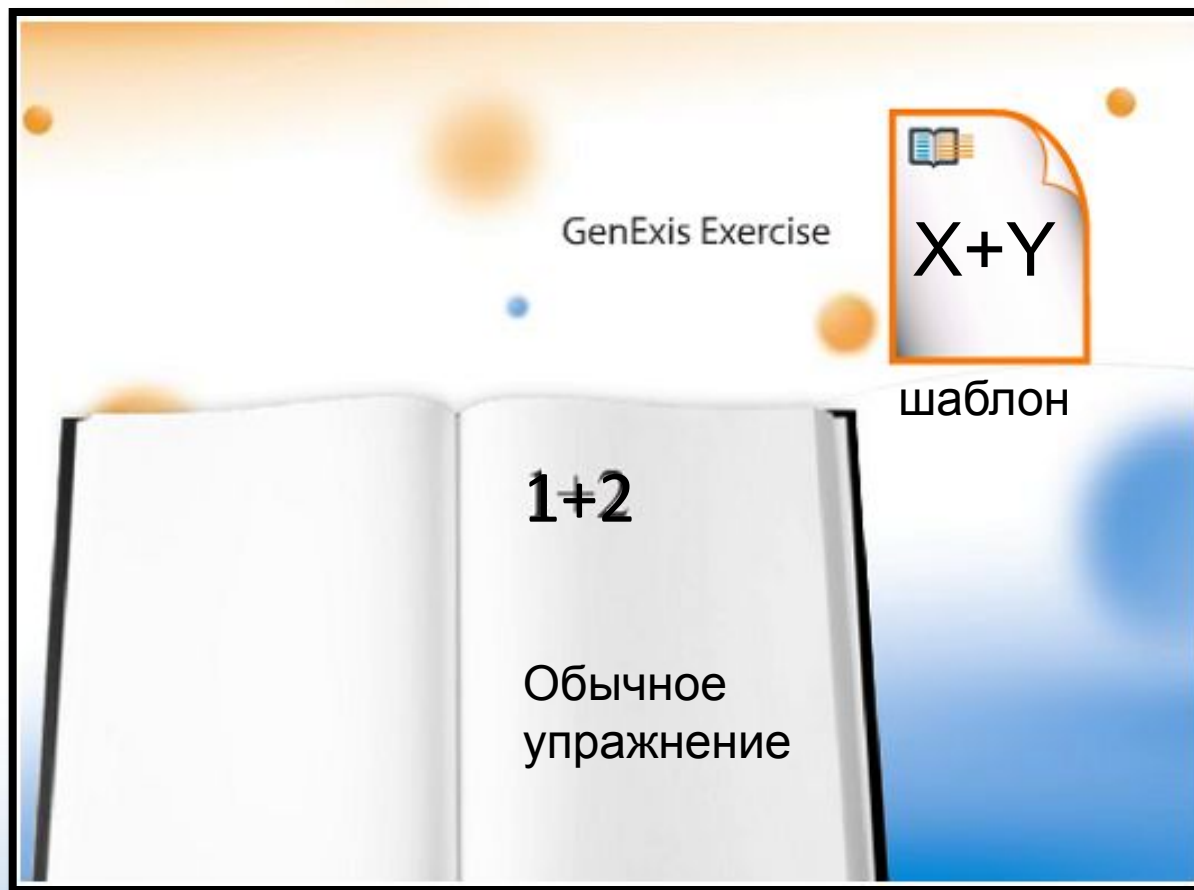 GenExis Exercise
X+Y
шаблон
1+2
Обычное
упражнение